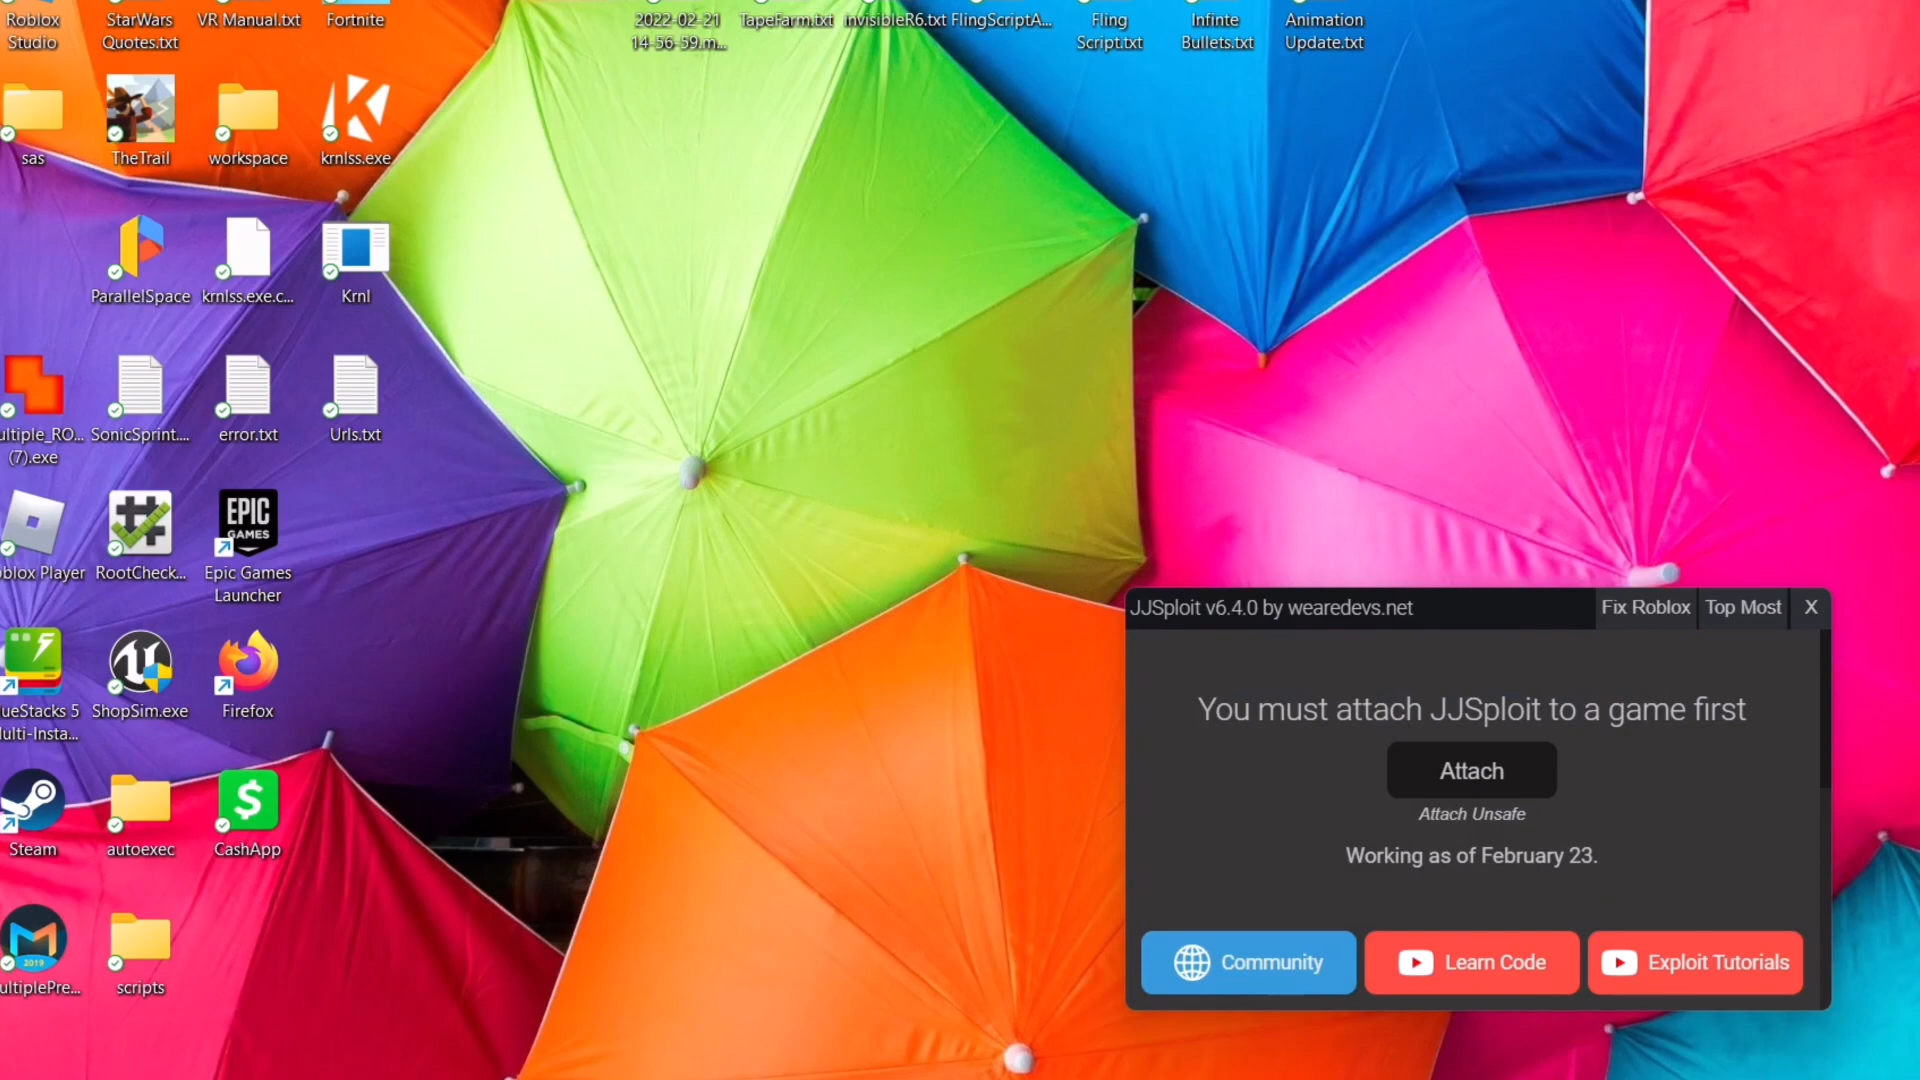 Roblox
Studio
StarWars
Quotes.txt
VR Manual.txt
Fortnite
2022-02-21
14-56-59.m...
TapeFarm.txt
invisibleR6.txt
FlingScriptA...
Fling
Script.txt
Infinte
Bullets.txt
Animation
Update.txt
sas
TheTrail
workspace
krnlss.exe
ParallelSpace
krnlss.exe.c...
Krnl
ultiple_RO...
(7).exe
SonicSprint....
error.txt
Urls.txt
oblox Player
RootCheck...
EPIC
GAMES
Epic Games
Launcher
ueStacks 5
ulti-Insta...
ShopSim.exe
Firefox
Steam
autoexec
CashApp
2019
ultiplePre...
scripts
JJSploit v6.4.0 by wearedevs.net
Fix Roblox
Top Most
X
You must attach JJSploit to a game first
Attach
Attach Unsafe
Working as of February 23.
Community
Learn Code
Exploit Tutorials